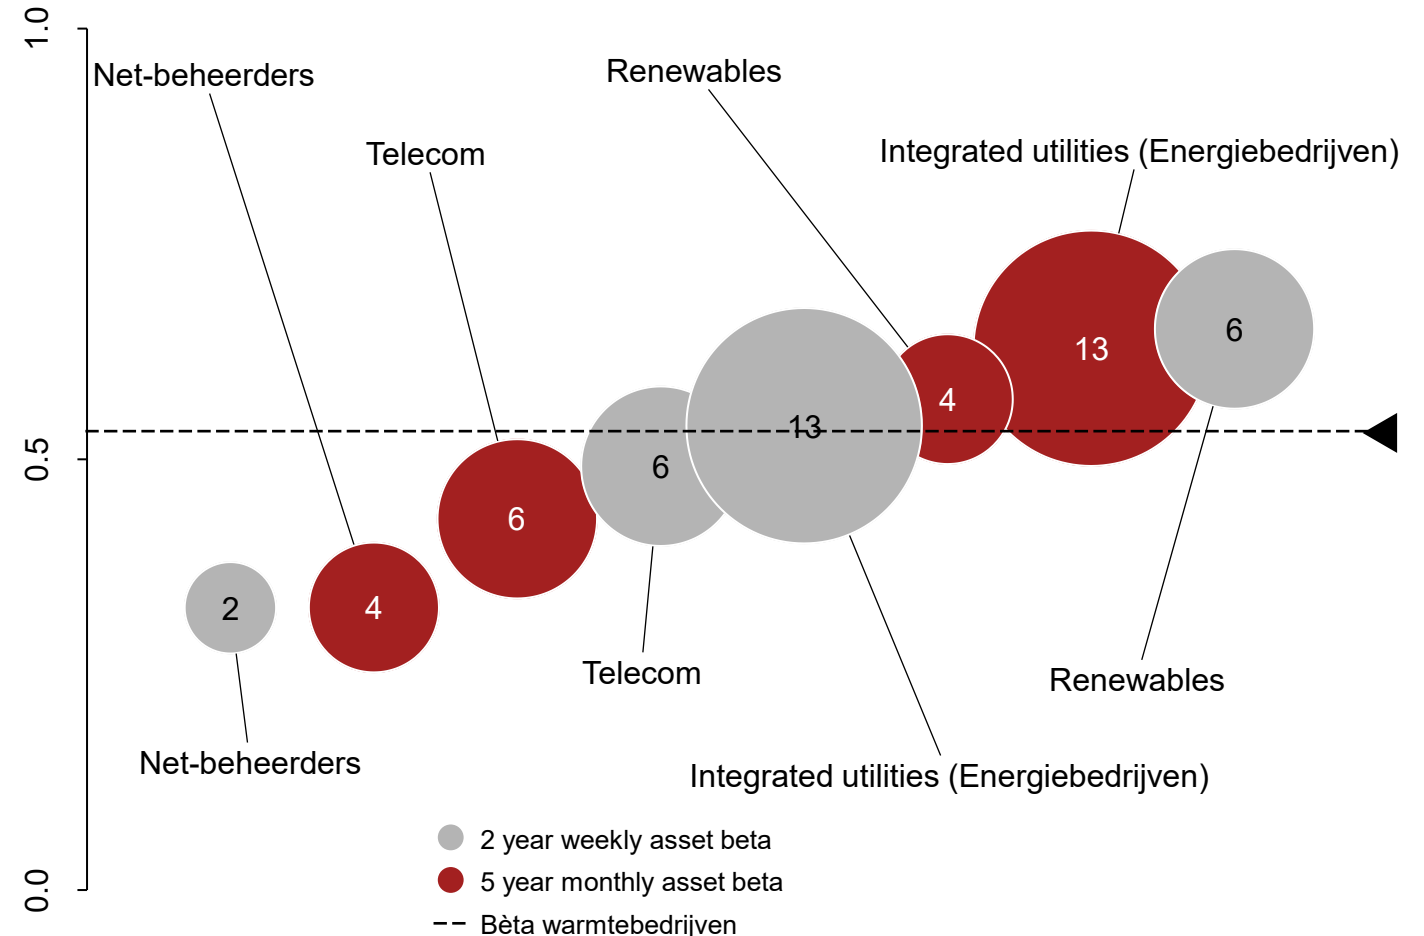 1.0
Net-beheerders
Renewables
Telecom
Integrated utilities (Energiebedrijven)
6
13
4
13
0.5
6
6
2
4
Telecom
Renewables
Net-beheerders
Integrated utilities (Energiebedrijven)
2 year weekly asset beta
0.0
5 year monthly asset beta
Bèta warmtebedrijven